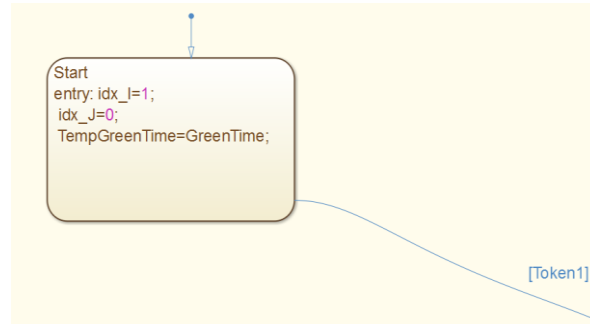 Start
entry: idx_I=1;
idx_J=0;
TempGreenTime=GreenTime;
[Token1]